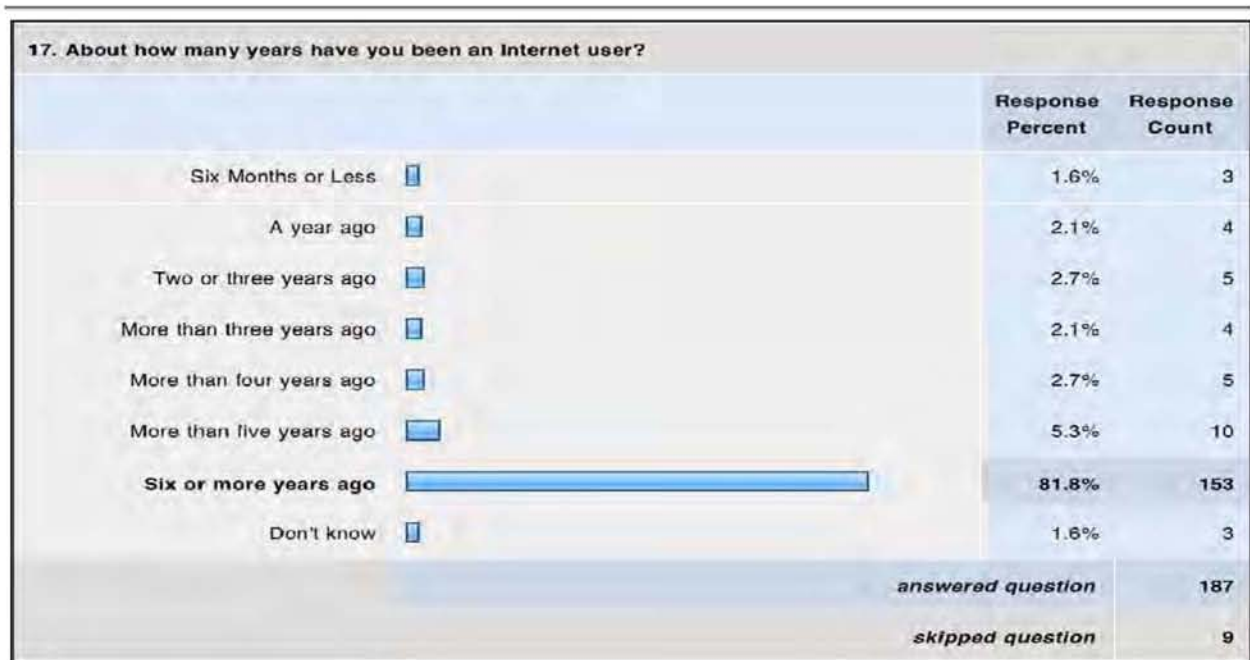 17. About how many years have you been an Internet user?
Response Percent Response Count
Six Months or Less 1.6% 3
A year ago 2.1% 4
Two or three years ago 2.7% 5
More than three years ago 2.1% 4
More than four years ago 2.7% 5
More than five years ago 5.3% 10
Six or more years ago 81.8% 153
Don't know 1.6% 3
answered question 187
skipped question 9